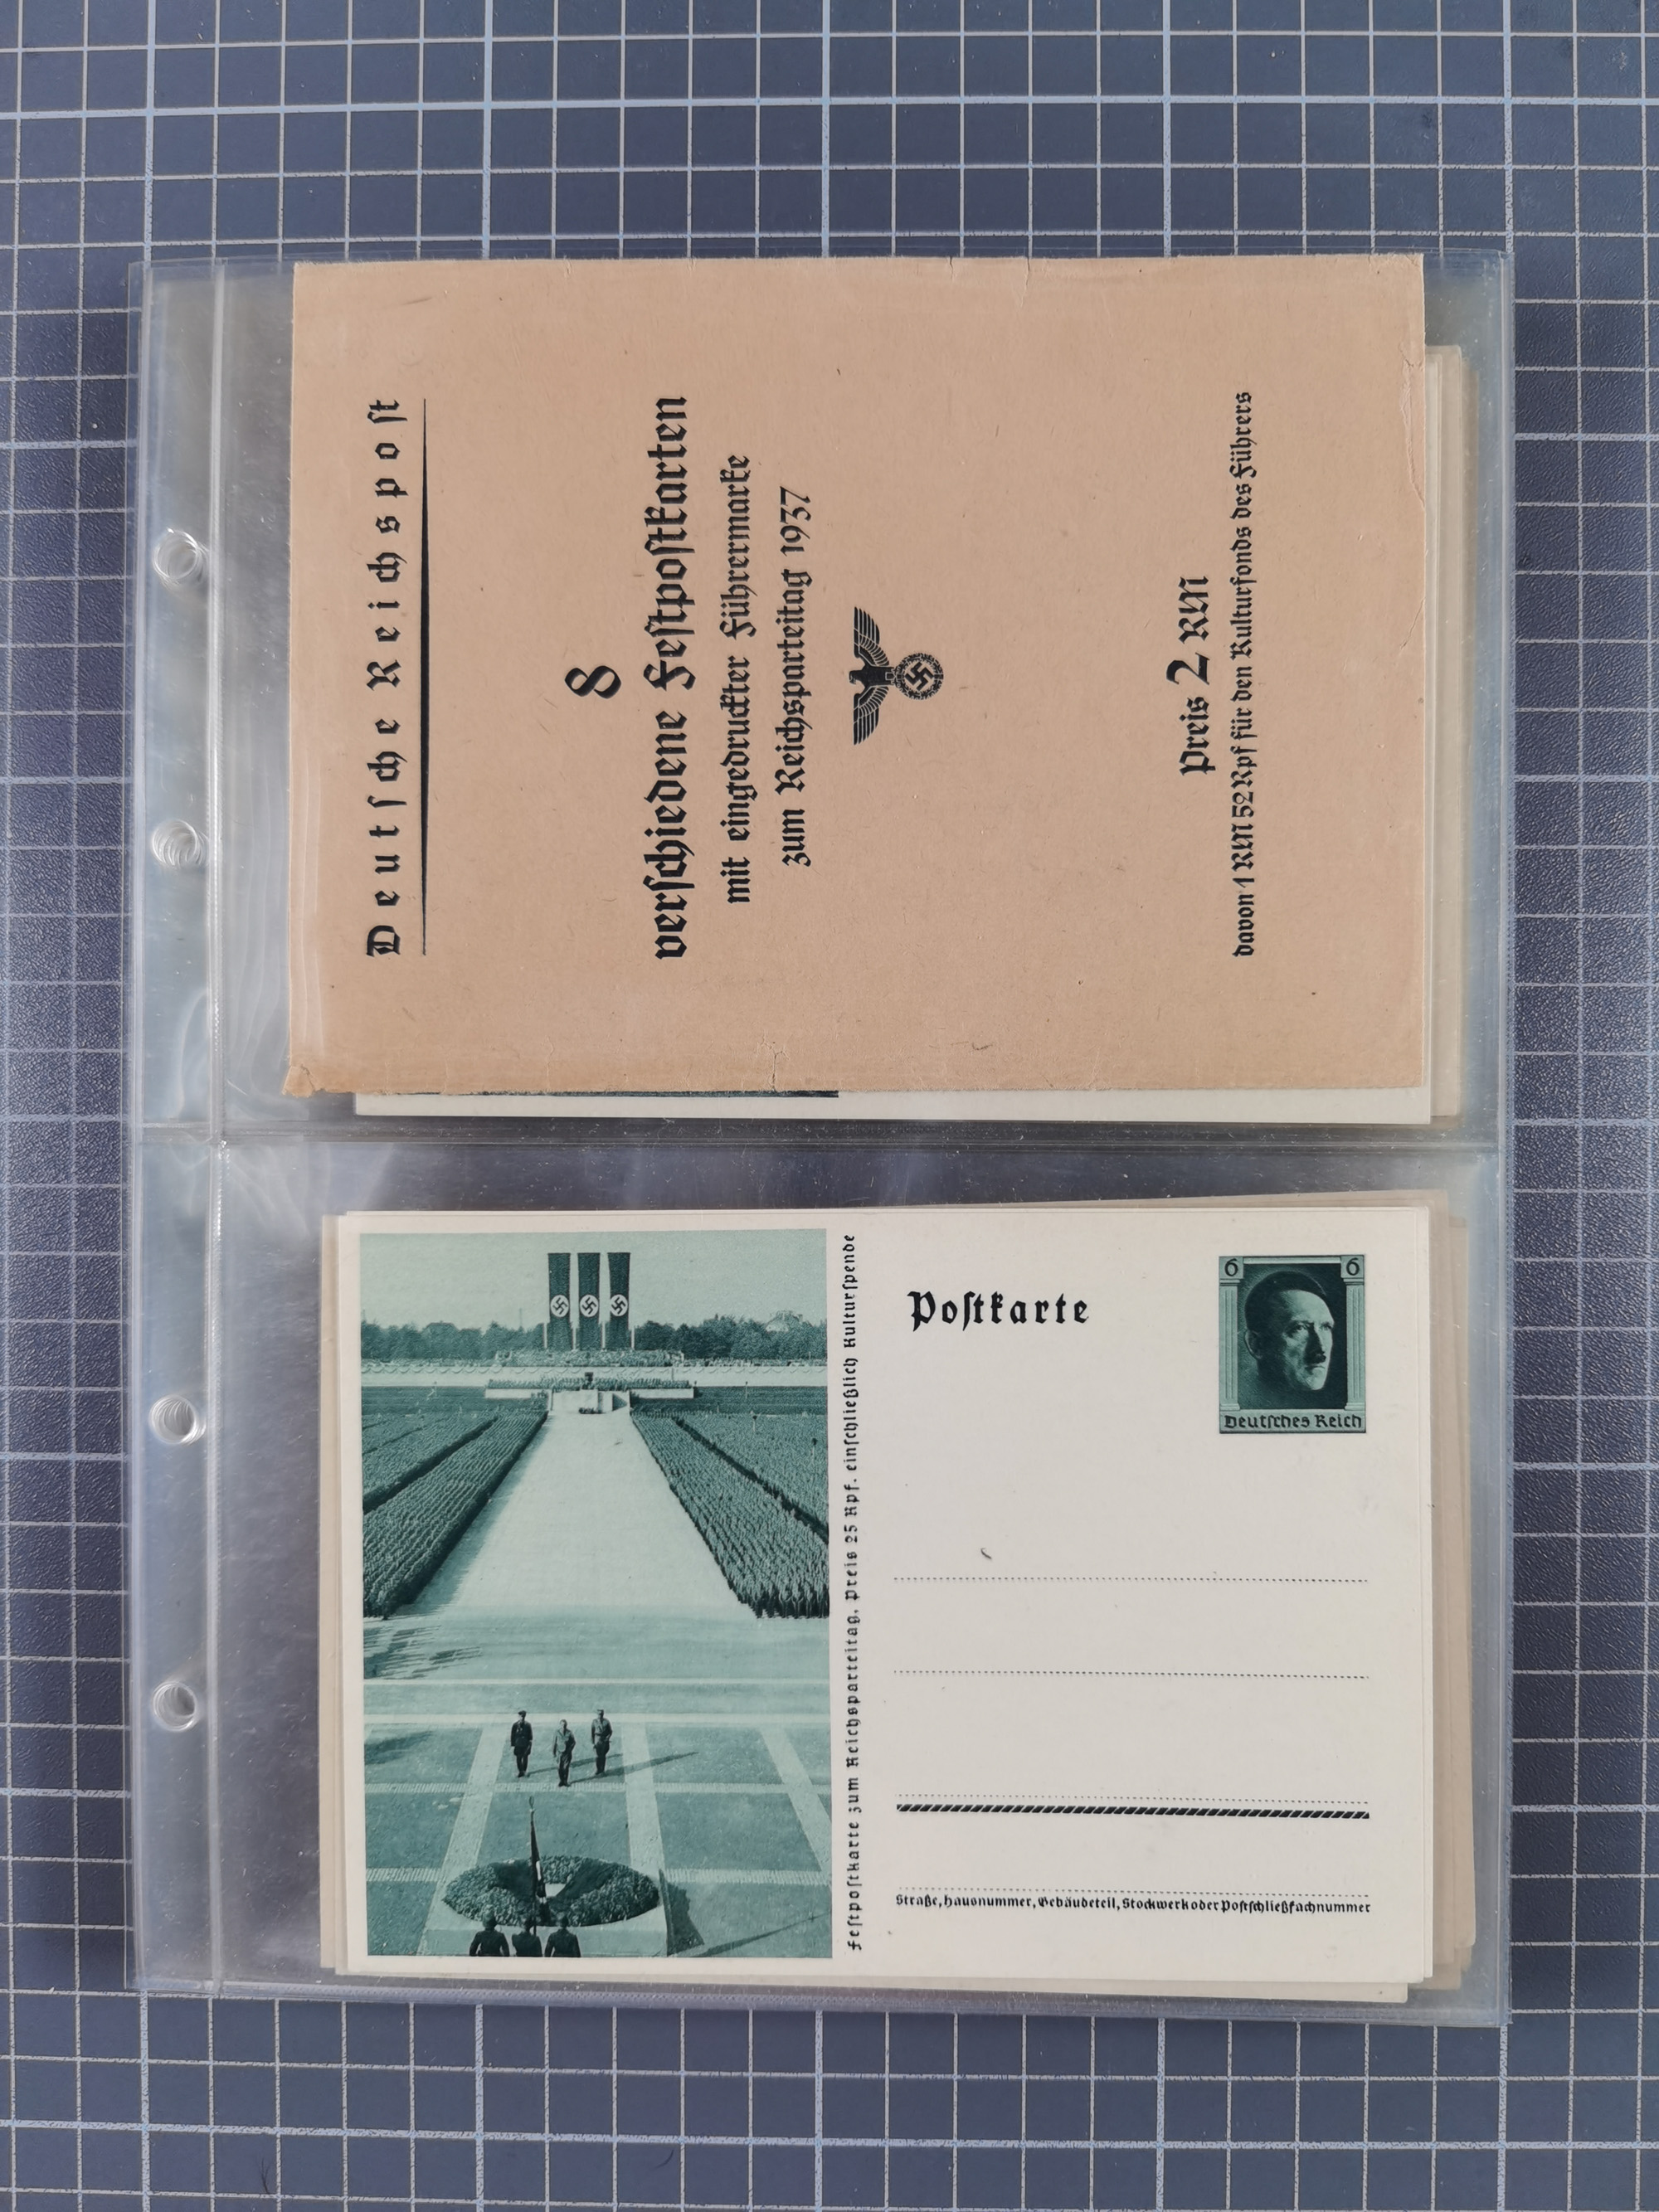 Deutsche Reichspost
8
verschiedene Festpostkarten
mit eingedruckter Führermarke
zum Reichsparteitag 1937
Preis 2 RM
davon 1 RM 52 Rpf für den Kulturfonds des Führers
Festpostkarte zum Reichsparteitag. Preis 25 Rpf. einschließlich Kulturspende
Postkarte
6 6
Deutsches Reich
Straße, Hausnummer, Gebäudeteil, Stockwerk oder Postschließfachnummer